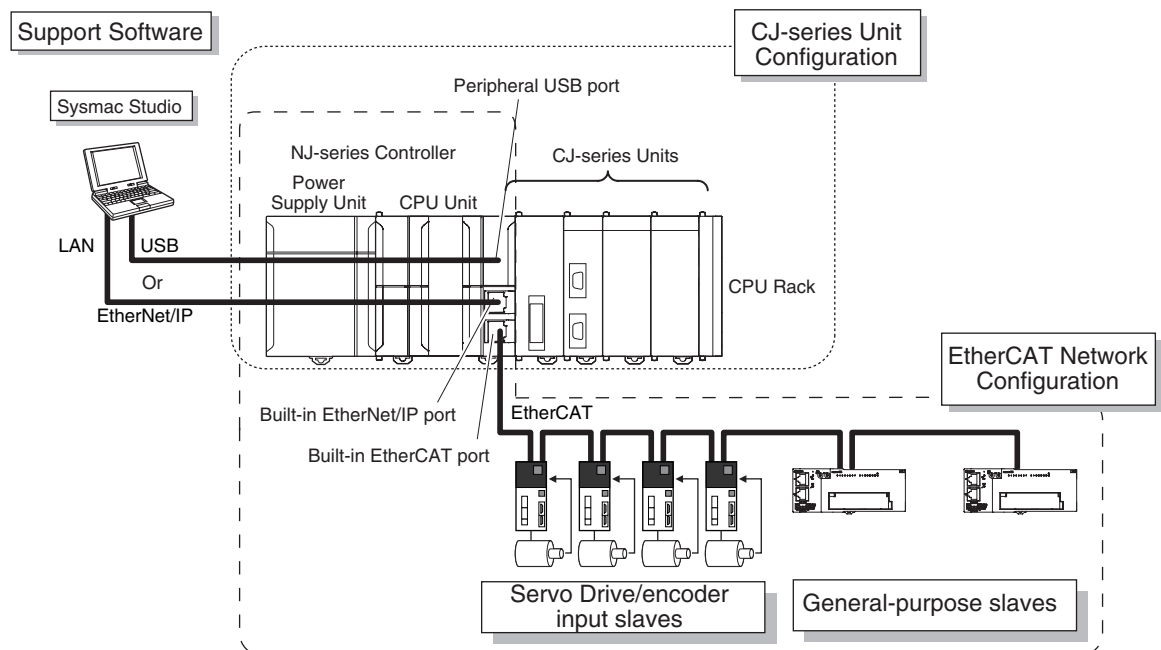 Support Software
CJ-series Unit
Configuration
Peripheral USB port
Sysmac Studio
NJ-series Controller
CJ-series Units
Power
Supply Unit
CPU Unit
LAN
USB
Or
EtherNet/IP
CPU Rack
EtherCAT Network
Configuration
Built-in EtherNet/IP port
EtherCAT
Built-in EtherCAT port
Servo Drive/encoder
input slaves
General-purpose slaves